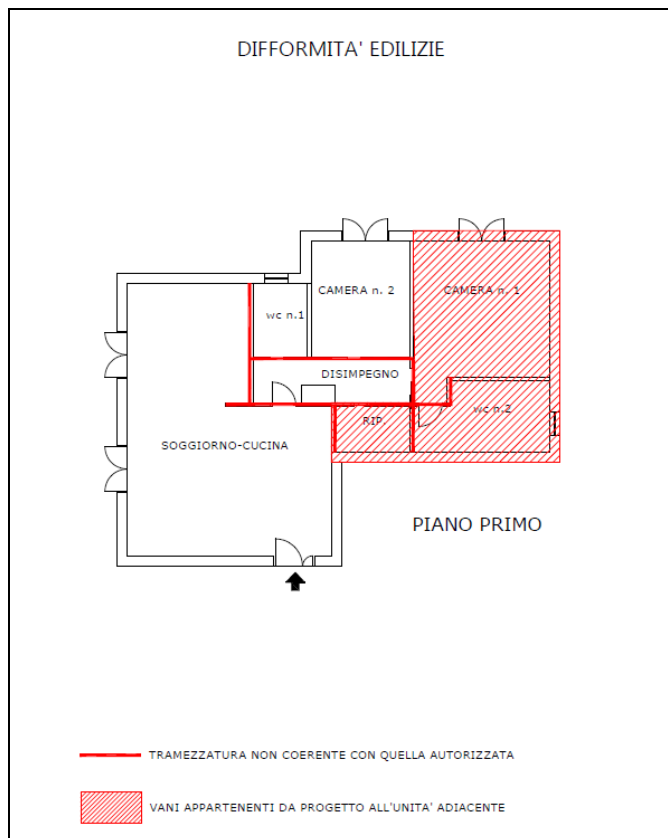 DIFFORMITA' EDILIZIE
CAMERA n. 2
CAMERA n. 1
wc n.1
DISIMPEGNO
wc n.2
RIP.
SOGGIORNO-CUCINA
PIANO PRIMO
TRAMEZZATURA NON COERENTE CON QUELLA AUTORIZZATA
VANI APPARTENENTI DA PROGETTO ALL'UNITA' ADIACENTE